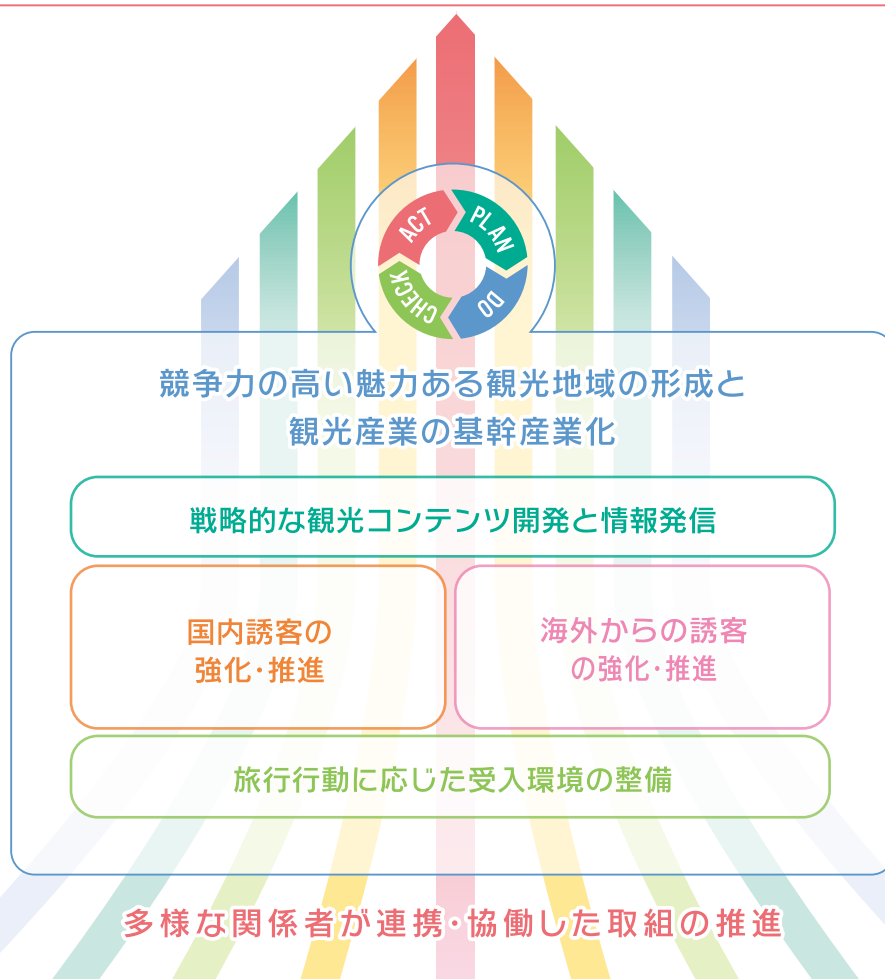 ACT
PLAN
CHECK
DO
競争力の高い魅力ある観光地域の形成と
観光産業の基幹産業化
戦略的な観光コンテンツ開発と情報発信
国内誘客の
強化・推進
海外からの誘客
の強化・推進
旅行行動に応じた受入環境の整備
多様な関係者が連携・協働した取組の推進